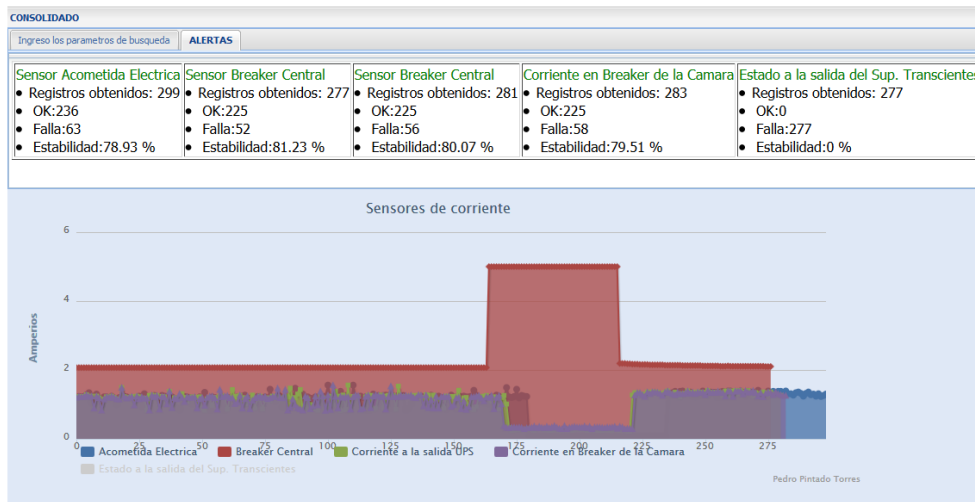 CONSOLIDADO
Ingreso los parametros de busqueda ALERTAS
Sensor Acometida Electrica
• Registros obtenidos: 299
• OK:236
• Falla:63
• Estabilidad:78.93 %
Sensor Breaker Central
• Registros obtenidos: 277
• OK:225
• Falla:52
• Estabilidad:81.23 %
Sensor Breaker Central
• Registros obtenidos: 281
• OK:225
• Falla:56
• Estabilidad:80.07 %
Corriente en Breaker de la Camara
• Registros obtenidos: 283
• OK:225
• Falla:58
• Estabilidad:79.51 %
Estado a la salida del Sup. Transcientes
• Registros obtenidos: 277
• OK:0
• Falla:277
• Estabilidad:0 %
Sensores de corriente
6
4
2
0
Amperios
0 25 50 75 100 125 150 175 200 225 250 275
Acometida Electrica Breaker Central Corriente a la salida UPS Corriente en Breaker de la Camara
Estado a la salida del Sup. Transcientes
Pedro Pintado Torres